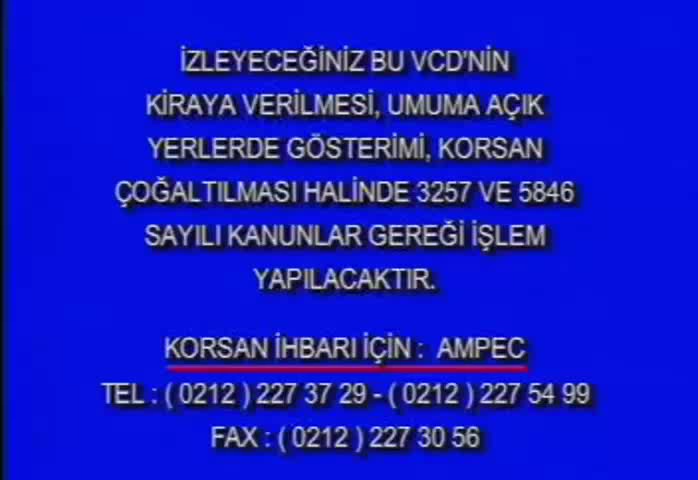 İZLEYECEĞİNİZ BU VCD'NİN
KİRAYA VERİLMESİ, UMUMA AÇIK
YERLERDE GÖSTERİMİ, KORSAN
ÇOĞALTILMASI HALİNDE 3257 VE 5846
SAYILI KANUNLAR GEREĞİ İŞLEM
YAPILACAKTIR.
KORSAN İHBARI İÇİN : AMPEC
TEL : ( 0212 ) 227 37 29 - ( 0212 ) 227 54 99
FAX : ( 0212 ) 227 30 56